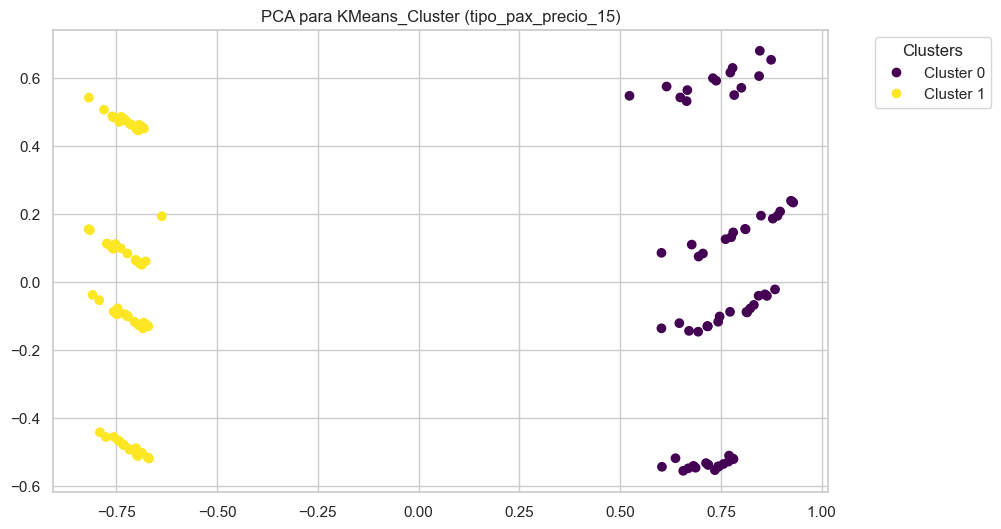 PCA para KMeans_Cluster (tipo_pax_precio_15)
Clusters
Cluster 0
Cluster 1
0.6
0.4
0.2
0.0
−0.2
−0.4
−0.6
−0.75 −0.50 −0.25 0.00 0.25 0.50 0.75 1.00